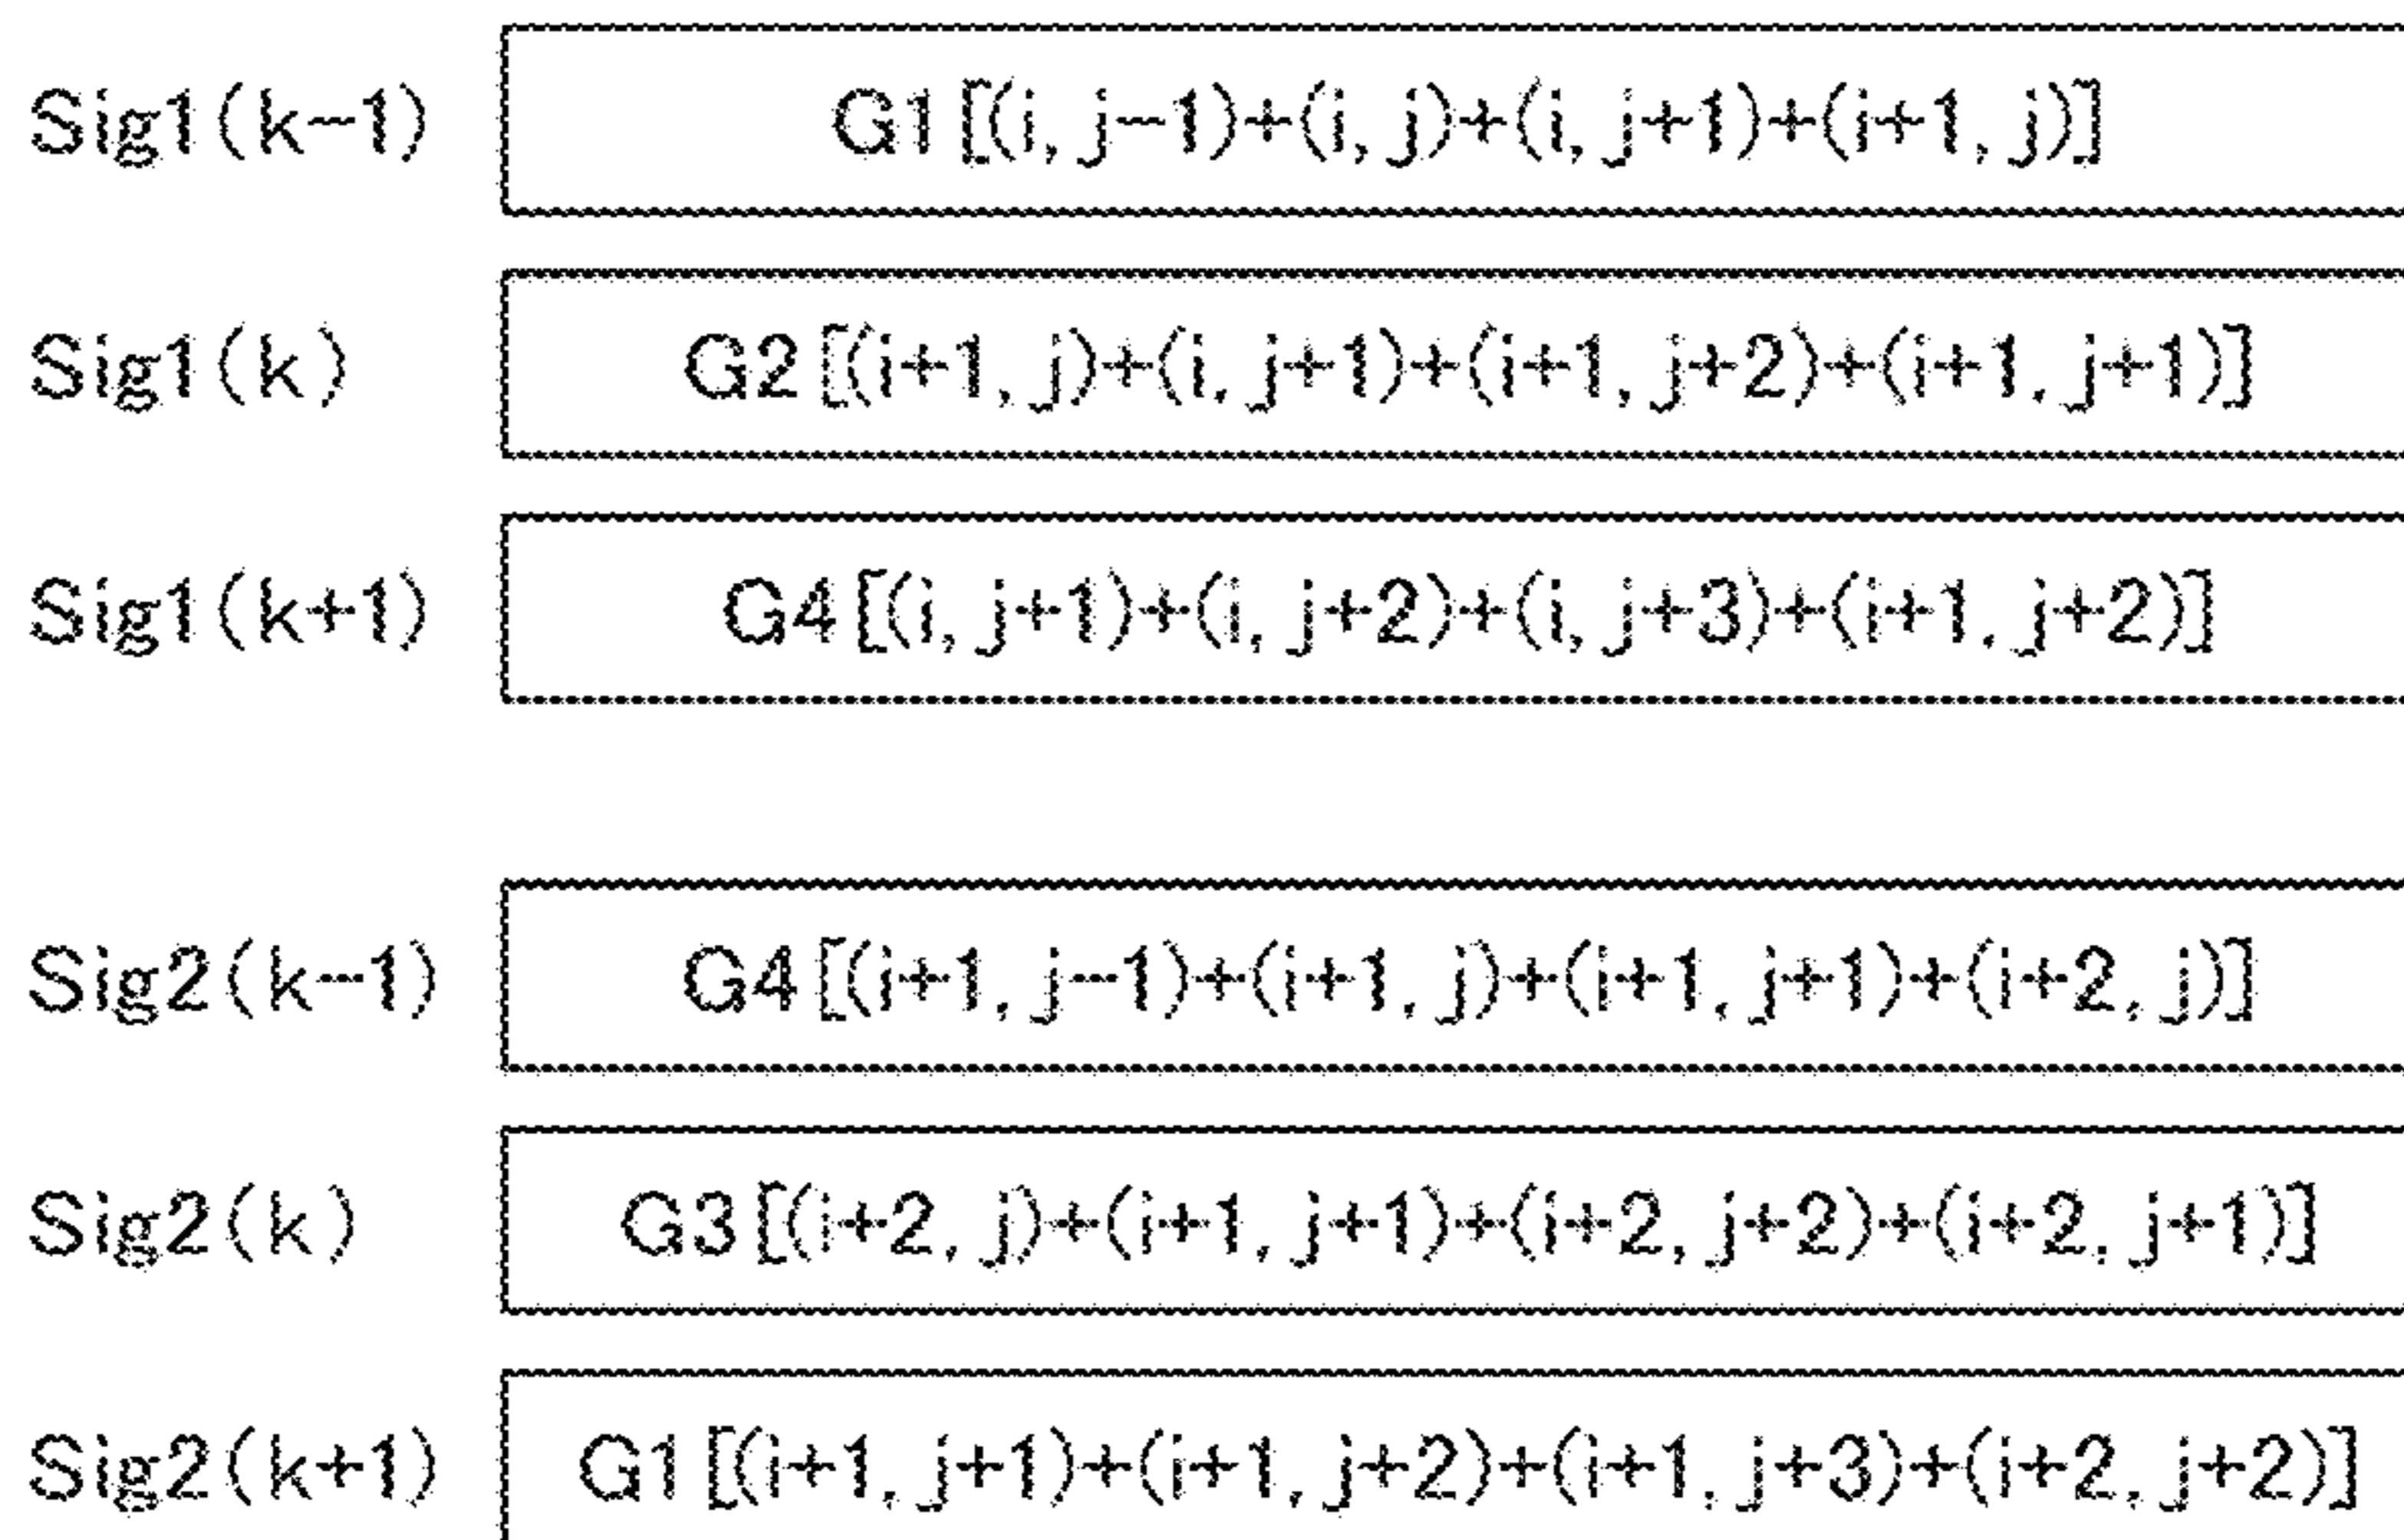 Sig1(k-1) G1[(i,j-1)+(i,j)+(i,j+1)+(i+1,j)]
Sig1(k) G2[(i+1,j)+(i,j+1)+(i+1,j+2)+(i+1,j+1)]
Sig1(k+1) G4[(i,j+1)+(i,j+2)+(i,j+3)+(i+1,j+2)]
Sig2(k-1) G4[(i+1,j-1)+(i+1,j)+(i+1,j+1)+(i+2,j)]
Sig2(k) G3[(i+2,j)+(i+1,j+1)+(i+2,j+2)+(i+2,j+1)]
Sig2(k+1) G1[(i+1,j+1)+(i+1,j+2)+(i+1,j+3)+(i+2,j+2)]